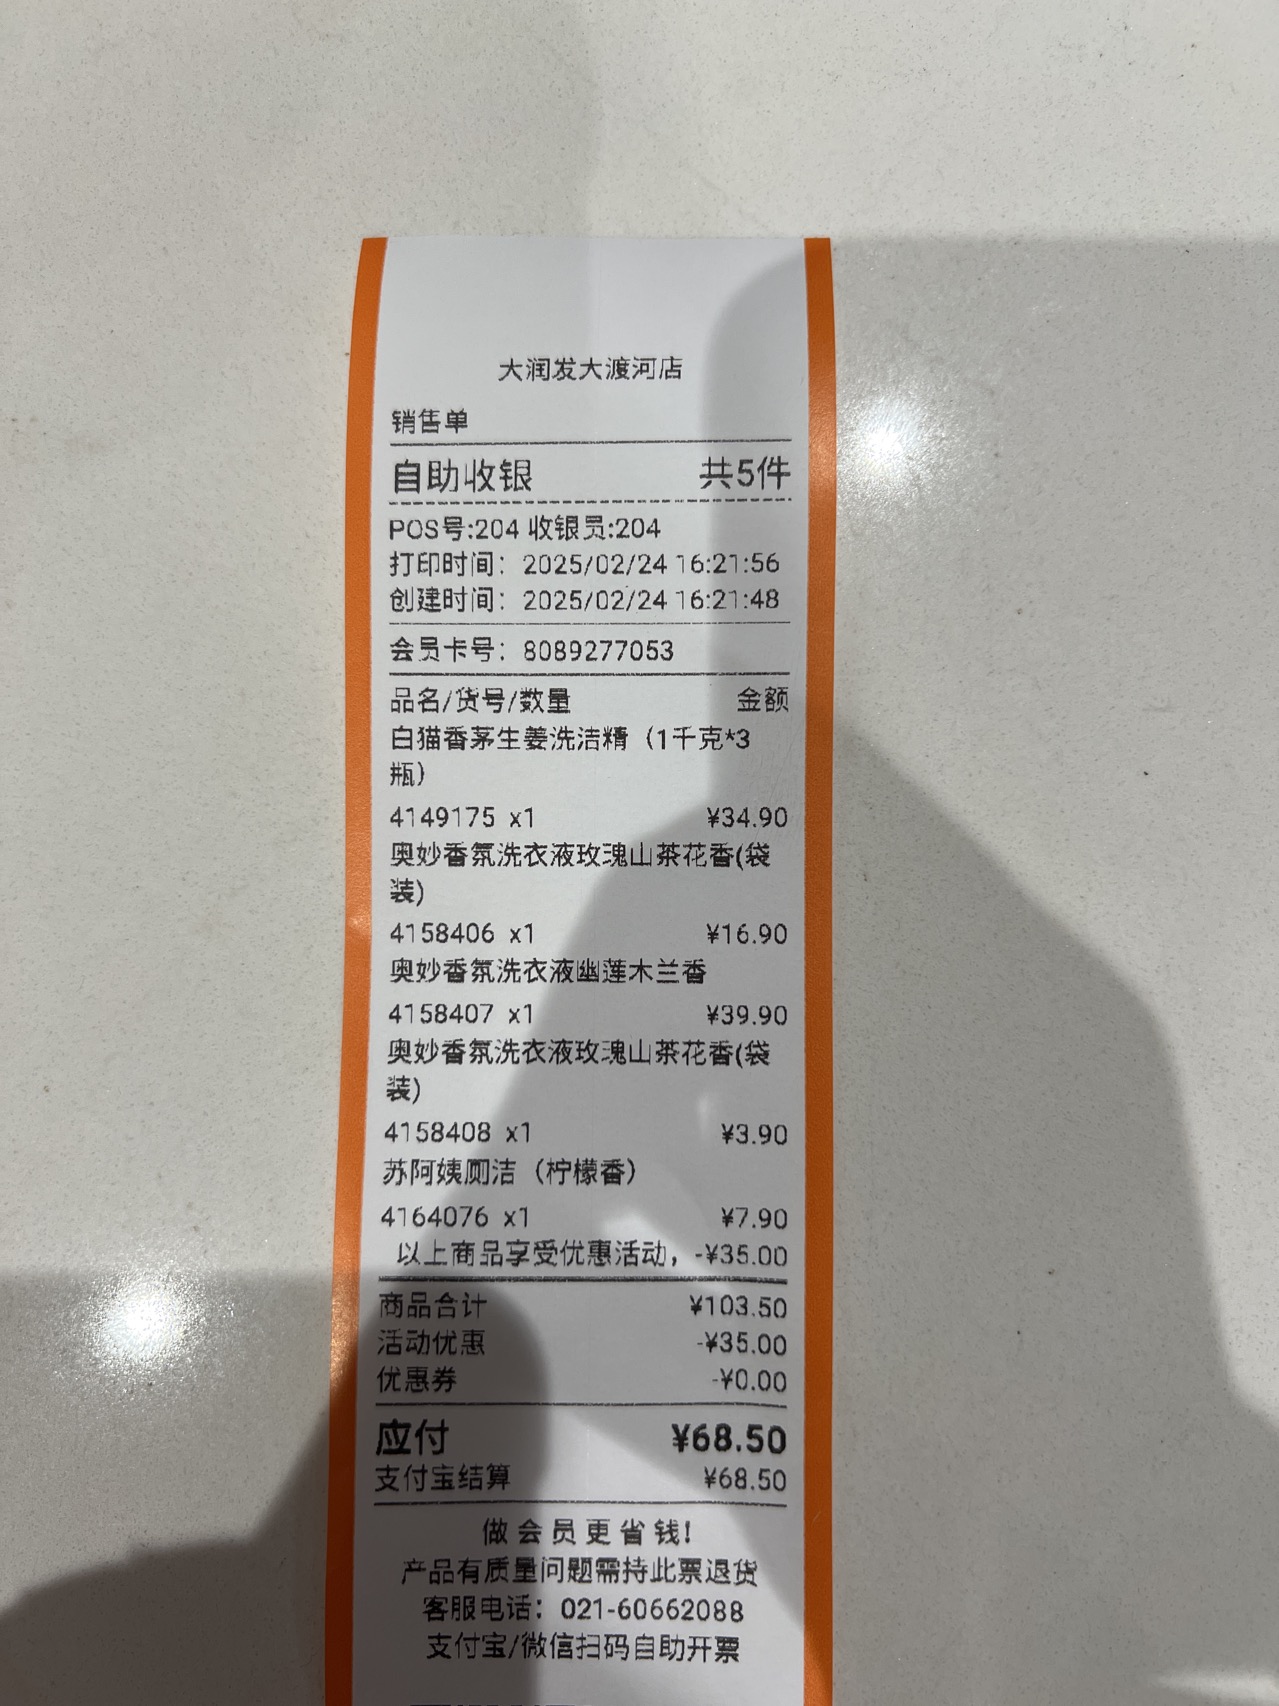 大润发大渡河店
销售单
自助收银 共5件
POS号:204 收银员:204
打印时间：2025/02/24 16:21:56
创建时间：2025/02/24 16:21:48
会员卡号：8089277053
品名/货号/数量 金额
白猫香茅生姜洗洁精（1千克*3
瓶）
4149175 x1 ¥34.90
奥妙香氛洗衣液玫瑰山茶花香(袋
装)
4158406 x1 ¥16.90
奥妙香氛洗衣液幽莲木兰香
4158407 x1 ¥39.90
奥妙香氛洗衣液玫瑰山茶花香(袋
装)
4158408 x1 ¥3.90
苏阿姨厕洁（柠檬香）
4164076 x1 ¥7.90
以上商品享受优惠活动，-¥35.00
商品合计 ¥103.50
活动优惠 -¥35.00
优惠券 -¥0.00
应付 ¥68.50
支付宝结算 ¥68.50
做会员更省钱!
产品有质量问题需持此票退货
客服电话：021-60662088
支付宝/微信扫码自助开票